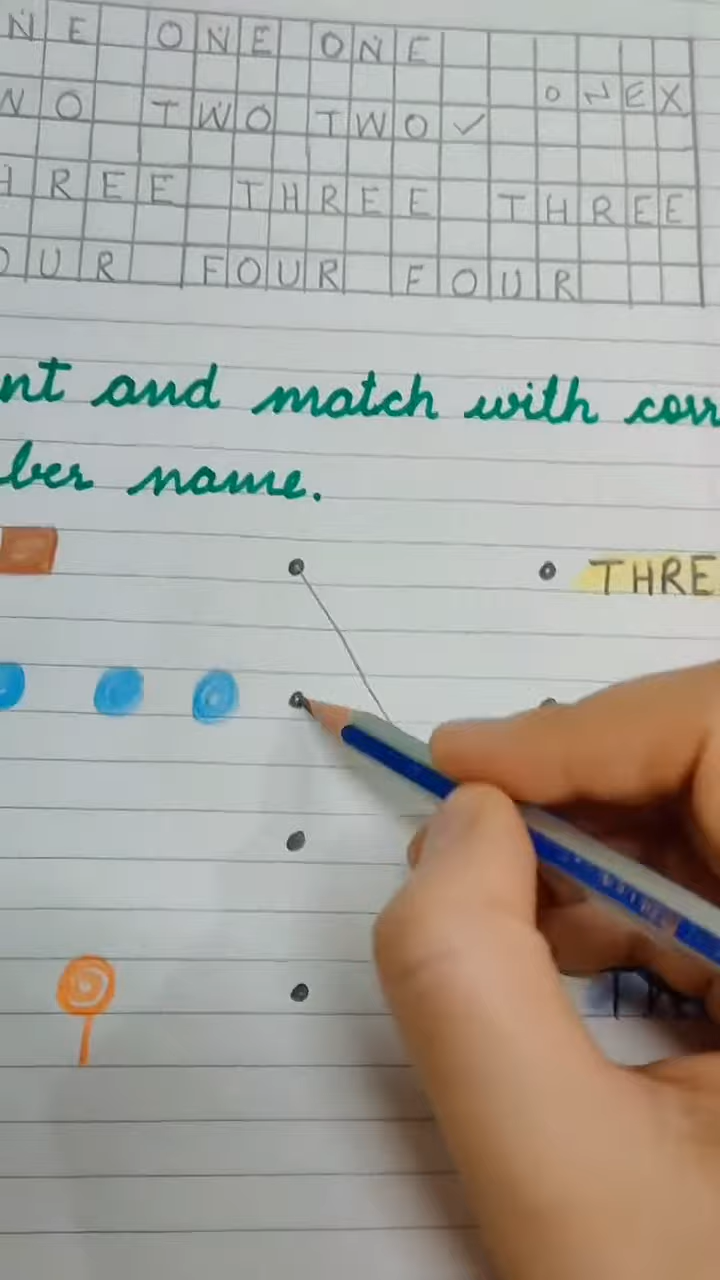 NE ONE ONE
ONEX
WO TWO TWO ✓
HREE THREE THREE
OUR FOUR FOUR
nt and match with corr
ber name.
THRE